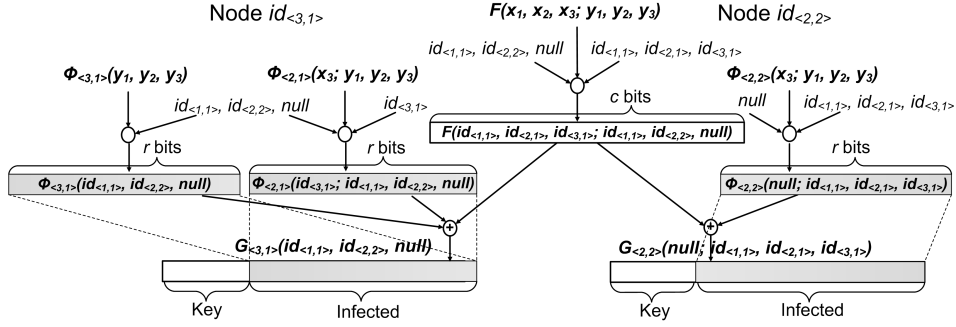 Node id<3,1>
F(x1, x2, x3; y1, y2, y3)
Node id<2,2>
id<1,1>, id<2,2>, null
id<1,1>, id<2,1>, id<3,1>
Φ<3,1>(y1, y2, y3)
Φ<2,1>(x3; y1, y2, y3)
Φ<2,2>(x3; y1, y2, y3)
id<1,1>, id<2,2>, null
id<3,1>
c bits
null
id<1,1>, id<2,1>, id<3,1>
F(id<1,1>, id<2,1>, id<3,1>; id<1,1>, id<2,2>, null)
r bits
r bits
r bits
Φ<3,1>(id<1,1>, id<2,2>, null)
Φ<2,1>(id<3,1>; id<1,1>, id<2,2>, null)
Φ<2,2>(null; id<1,1>, id<2,1>, id<3,1>)
+
+
G<3,1>(id<1,1>, id<2,2>, null)
G<2,2>(null; id<1,1>, id<2,1>, id<3,1>)
Key
Infected
Key
Infected